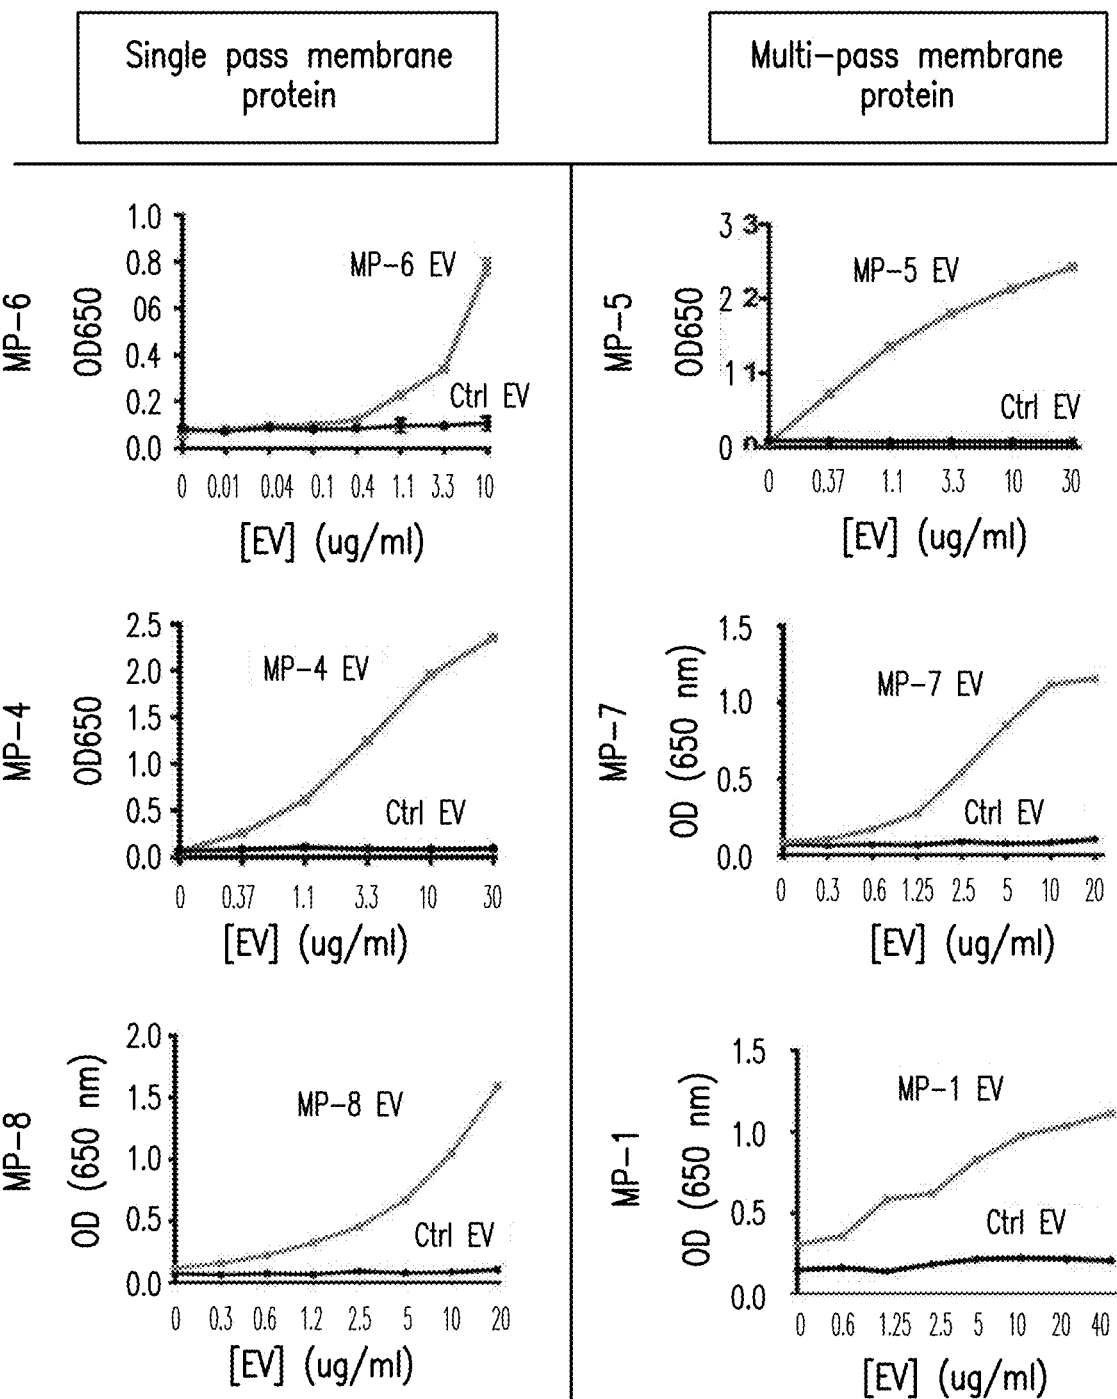 Single pass membrane
protein
Multi-pass membrane
protein
MP-6
OD650
1.0
0.8
06
0.4
0.2
0.0
MP-6 EV
Ctrl EV
0 0.01 0.04 0.1 0.4 1.1 3.3 10
[EV] (ug/ml)
MP-5
OD650
3 3
2 2
1 1
0 0
MP-5 EV
Ctrl EV
0 0.37 1.1 3.3 10 30
[EV] (ug/ml)
MP-4
OD650
2.5
2.0
1.5
1.0
0.5
0.0
MP-4 EV
Ctrl EV
0 0.37 1.1 3.3 10 30
[EV] (ug/ml)
MP-7
OD (650 nm)
1.5
1.0
0.5
0.0
MP-7 EV
Ctrl EV
0 0.3 0.6 1.25 2.5 5 10 20
[EV] (ug/ml)
MP-8
OD (650 nm)
2.0
1.5
1.0
0.5
0.0
MP-8 EV
Ctrl EV
0 0.3 0.6 1.2 2.5 5 10 20
[EV] (ug/ml)
MP-1
OD (650 nm)
1.5
1.0
0.5
0.0
MP-1 EV
Ctrl EV
0 0.6 1.25 2.5 5 10 20 40
[EV] (ug/ml)